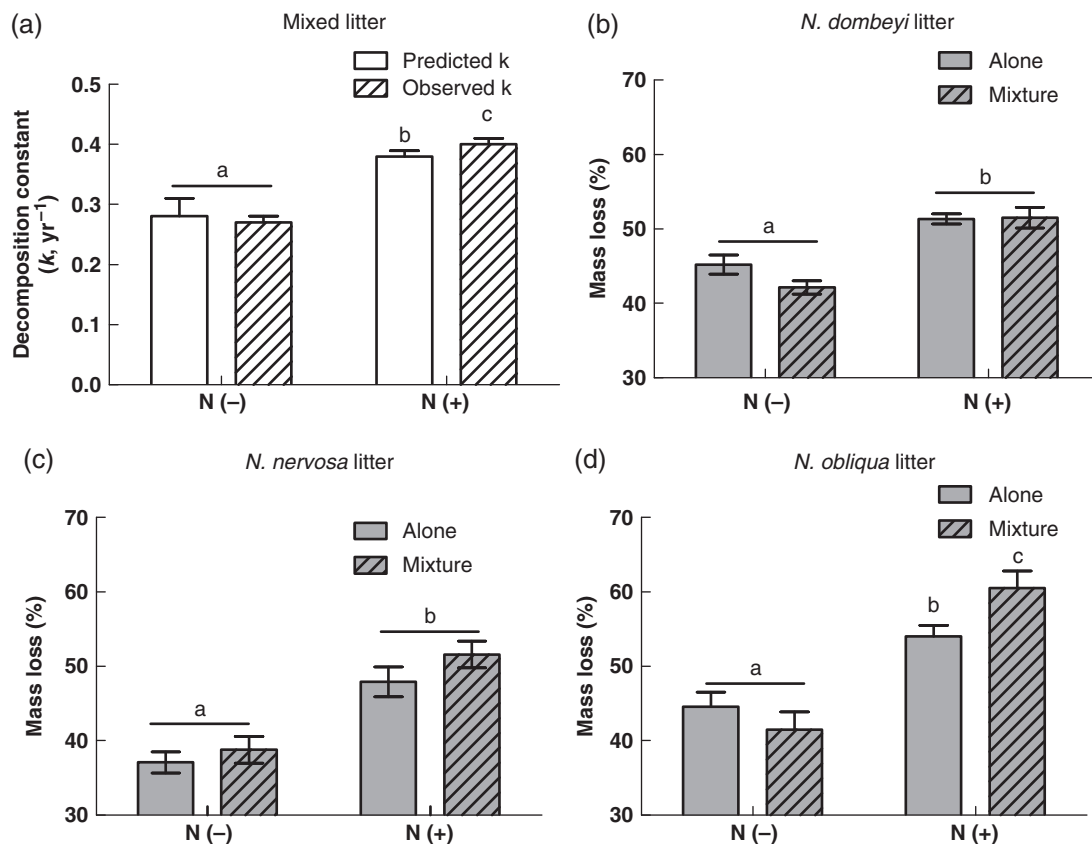 (a)
Mixed litter
Predicted k
Observed k
Decomposition constant
(k, yr⁻¹)
0.5
0.4
0.3
0.2
0.1
0.0
a
b
c
N (–)
N (+)
(b)
N. dombeyi litter
Alone
Mixture
Mass loss (%)
70
60
50
40
30
a
b
N (–)
N (+)
(c)
N. nervosa litter
Alone
Mixture
Mass loss (%)
70
60
50
40
30
a
b
N (–)
N (+)
(d)
N. obliqua litter
Alone
Mixture
Mass loss (%)
70
60
50
40
30
a
b
c
N (–)
N (+)